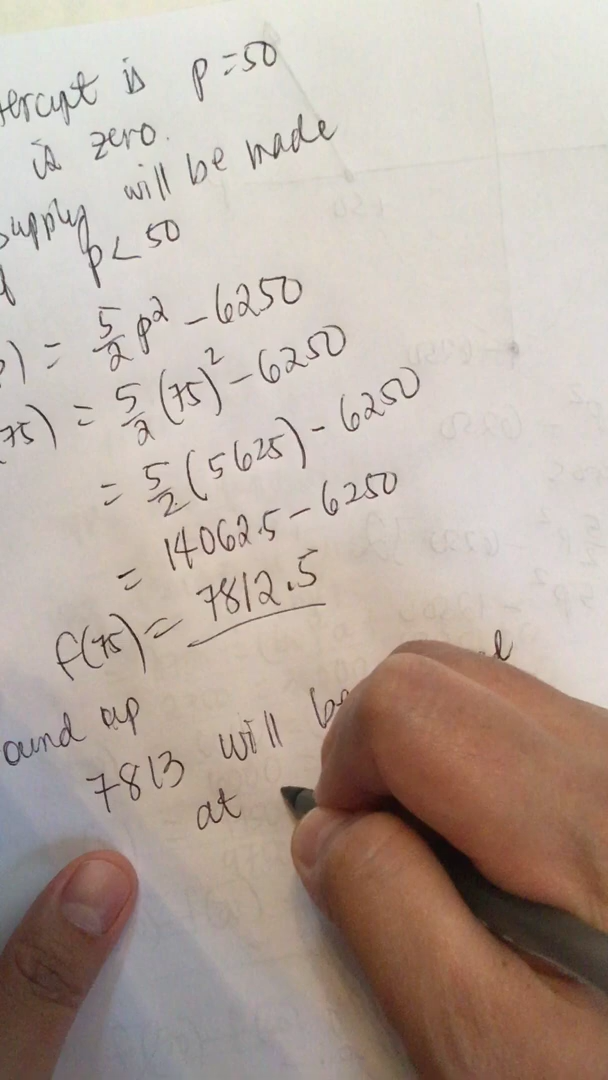 is p = 50
is zero.
supply will be made
p < 50
) = 5/2 p² - 6250
75) = 5/2 (75)² - 6250
= 5/2 (5625) - 6250
= 14062.5 - 6250
f(75) = 7812.5
ound up
7813 will be
at